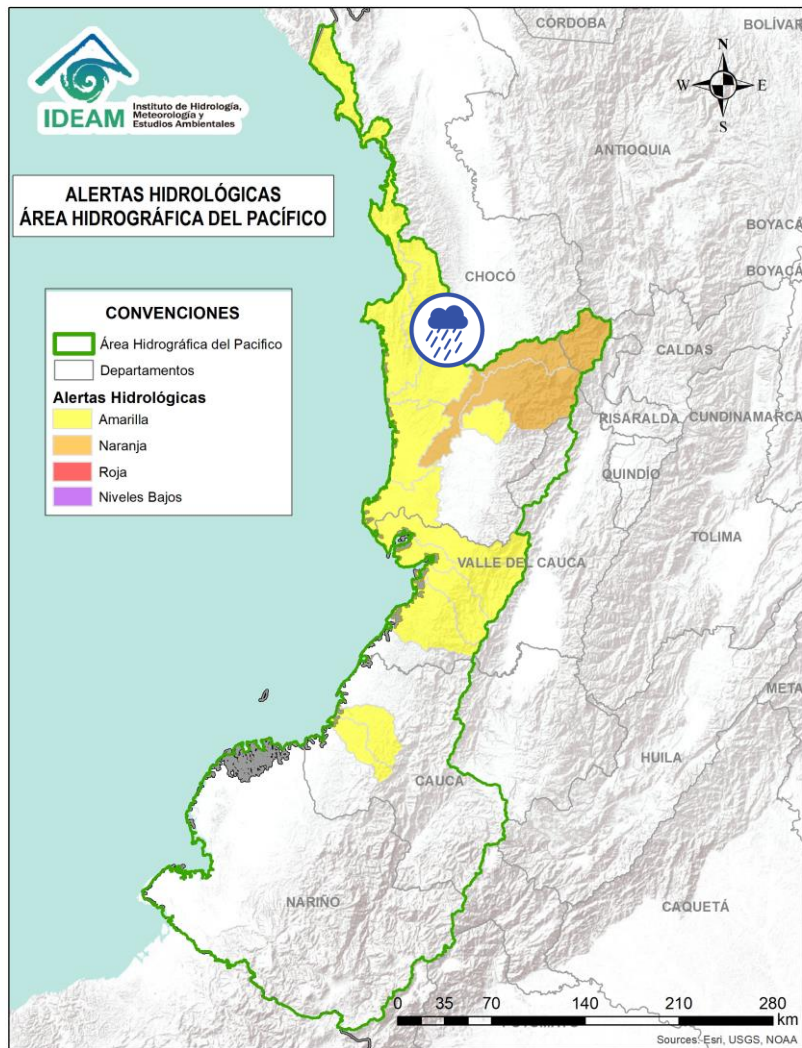 IDEAM
Instituto de Hidrología,
Meteorología y
Estudios Ambientales
ALERTAS HIDROLÓGICAS
ÁREA HIDROGRÁFICA DEL PACÍFICO
CONVENCIONES
Área Hidrográfica del Pacifico
Departamentos
Alertas Hidrológicas
Amarilla
Naranja
Roja
Niveles Bajos
N
W
E
S
CÓRDOBA
BOLÍVAR
ANTIOQUIA
BOYACÁ
CHOCÓ
BOYACÁ
CALDAS
RISARALDA
CUNDINAMARCA
QUINDÍO
TOLIMA
VALLE DEL CAUCA
META
HUILA
CAUCA
NARIÑO
CAQUETÁ
0 35 70 140 210 280
km
Sources: Esri, USGS, NOAA